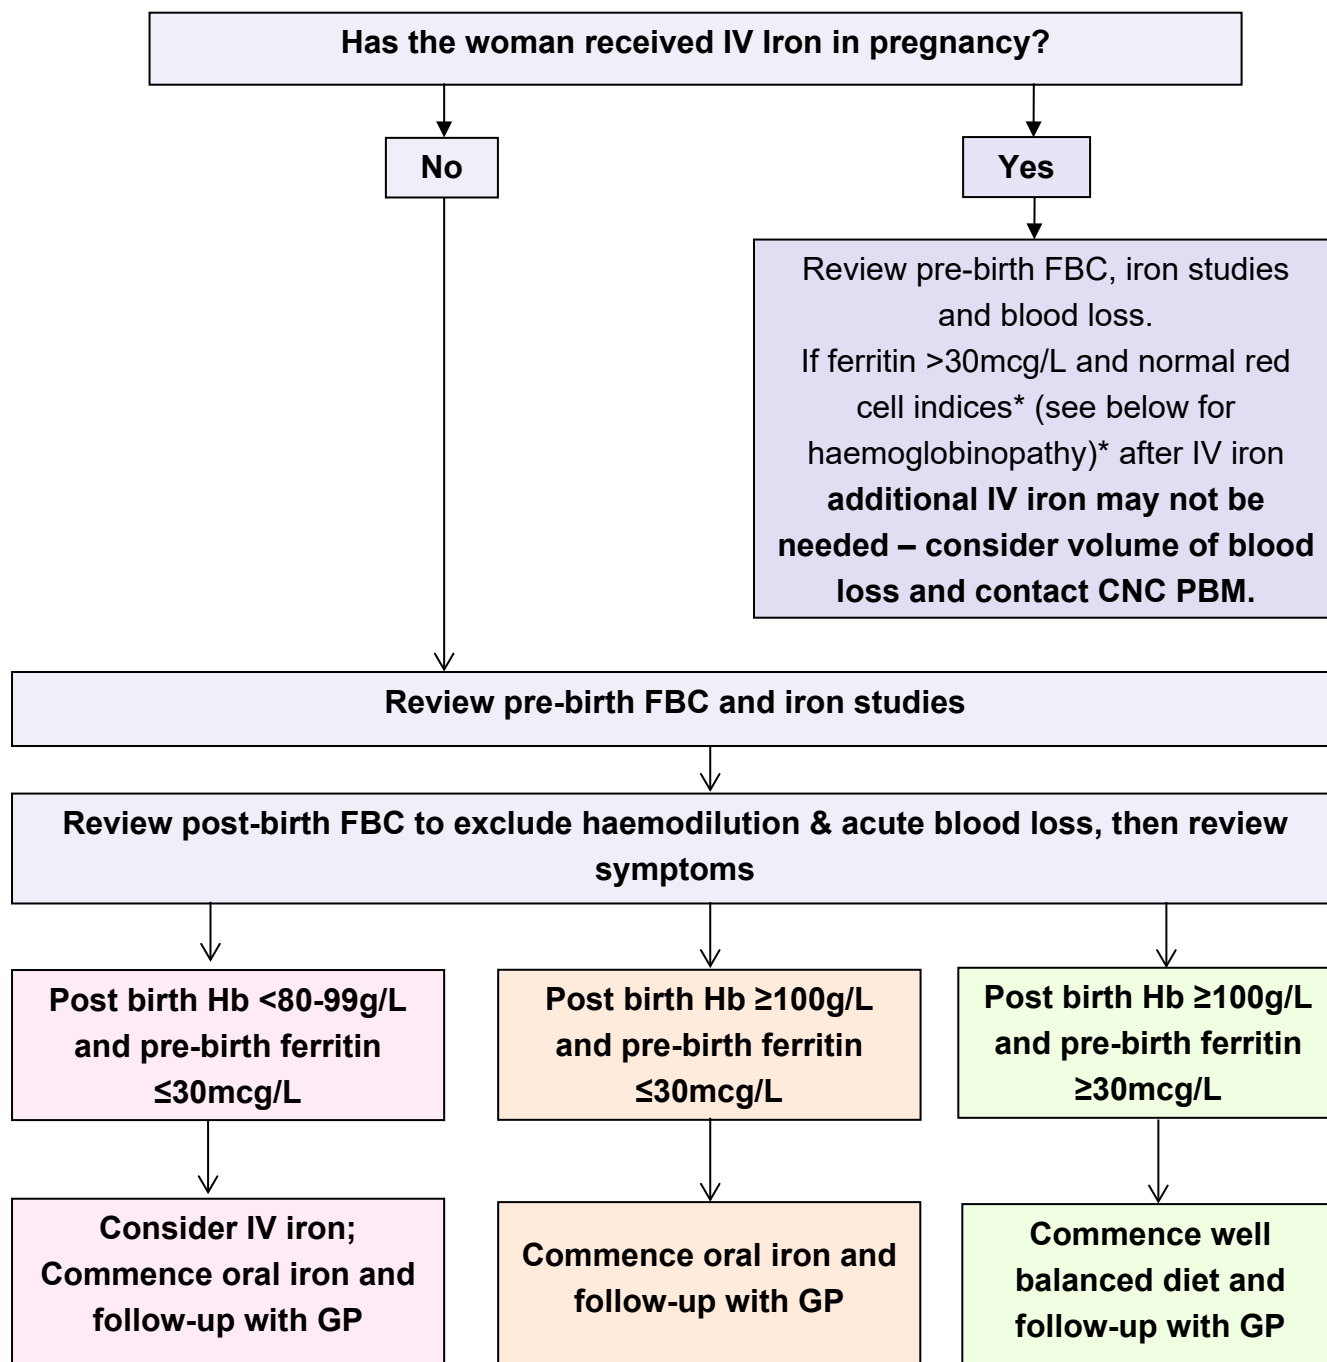 Has the woman received IV Iron in pregnancy?
No
Yes
Review pre-birth FBC, iron studies
and blood loss.
If ferritin >30mcg/L and normal red
cell indices* (see below for
haemoglobinopathy)* after IV iron
additional IV iron may not be
needed – consider volume of blood
loss and contact CNC PBM.
Review pre-birth FBC and iron studies
Review post-birth FBC to exclude haemodilution & acute blood loss, then review
symptoms
Post birth Hb <80-99g/L
and pre-birth ferritin
≤30mcg/L
Post birth Hb ≥100g/L
and pre-birth ferritin
≤30mcg/L
Post birth Hb ≥100g/L
and pre-birth ferritin
≥30mcg/L
Consider IV iron;
Commence oral iron and
follow-up with GP
Commence oral iron and
follow-up with GP
Commence well
balanced diet and
follow-up with GP